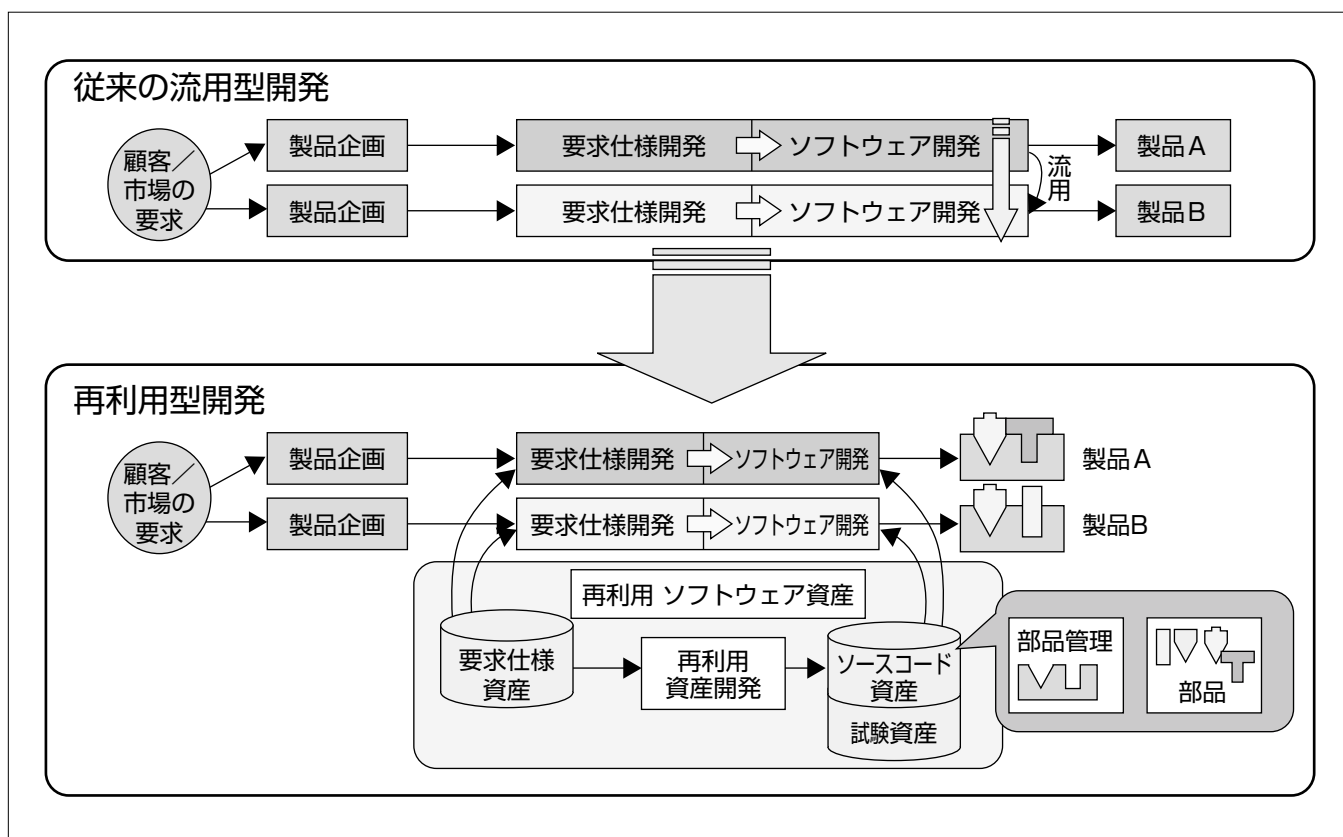 従来の流用型開発
顧客／
市場の
要求
製品企画
要求仕様開発
ソフトウェア開発
製品A
流用
製品企画
要求仕様開発
ソフトウェア開発
製品B
再利用型開発
顧客／
市場の
要求
製品企画
要求仕様開発
ソフトウェア開発
製品A
製品企画
要求仕様開発
ソフトウェア開発
製品B
再利用 ソフトウェア資産
要求仕様
資産
再利用
資産開発
ソースコード
資産
試験資産
部品管理
部品